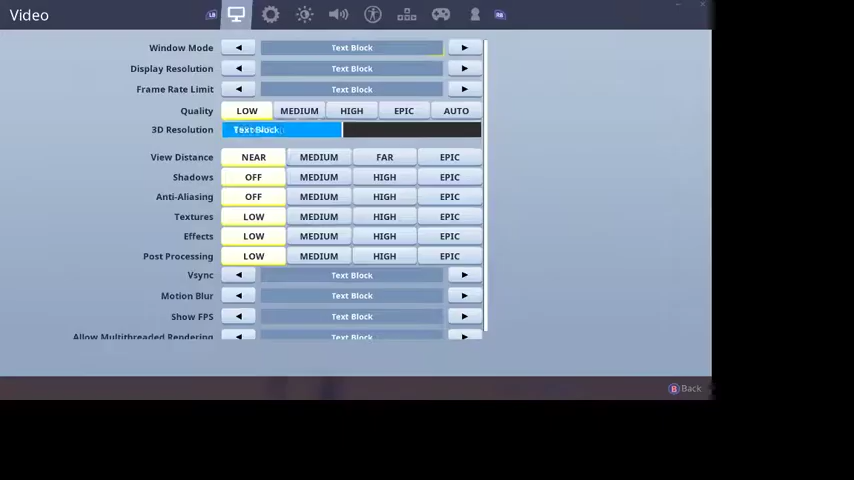 Video LB RB
Window Mode Text Block
Display Resolution Text Block
Frame Rate Limit Text Block
Quality LOW MEDIUM HIGH EPIC AUTO
3D Resolution Text Block
View Distance NEAR MEDIUM FAR EPIC
Shadows OFF MEDIUM HIGH EPIC
Anti-Aliasing OFF MEDIUM HIGH EPIC
Textures LOW MEDIUM HIGH EPIC
Effects LOW MEDIUM HIGH EPIC
Post Processing LOW MEDIUM HIGH EPIC
Vsync Text Block
Motion Blur Text Block
Show FPS Text Block
Allow Multithreaded Rendering Text Block
B Back